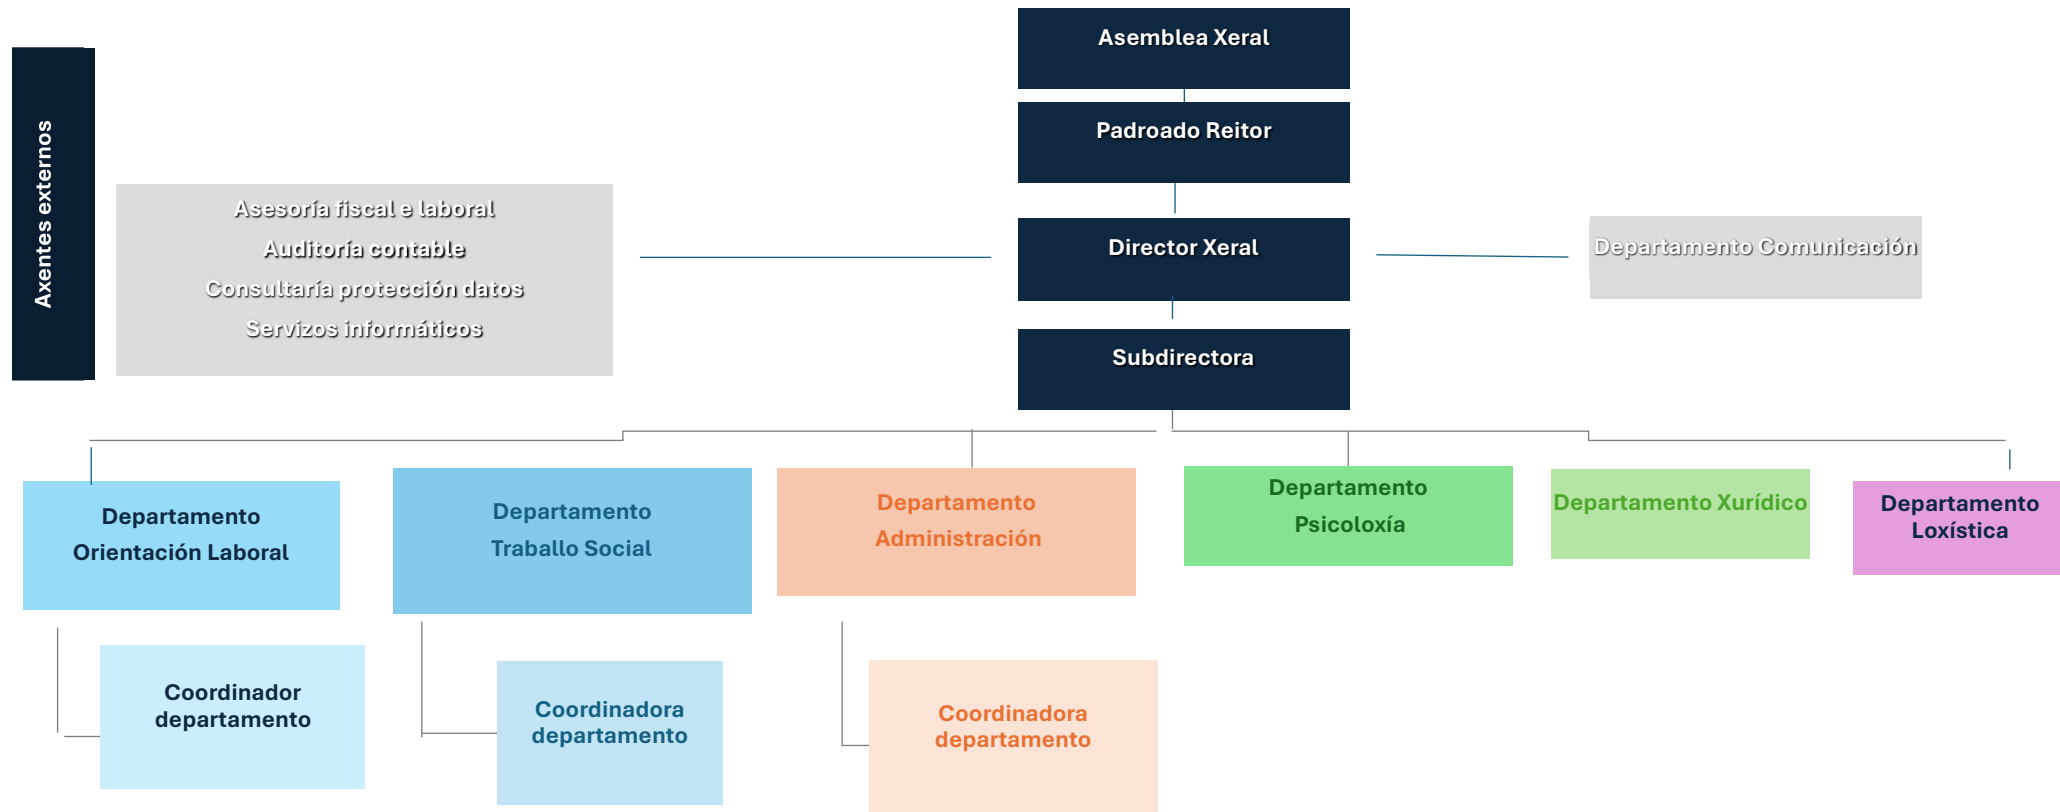 Asemblea Xeral
Padroado Reitor
Axentes externos
Asesoría fiscal e laboral
Auditoría contable
Consultaría protección datos
Servizos informáticos
Director Xeral
Departamento Comunicación
Subdirectora
Departamento
Orientación Laboral
Departamento
Traballo Social
Departamento
Administración
Departamento
Psicoloxía
Departamento Xurídico
Departamento
Loxística
Coordinador
departamento
Coordinadora
departamento
Coordinadora
departamento